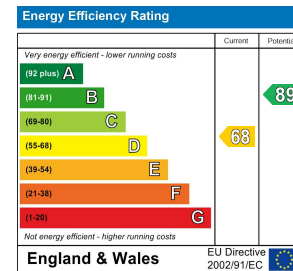 Energy Efficiency Rating
Current Potentia
Very energy efficient - lower running costs
(92 plus) A
(81-91) B
89
(69-80) C
(55-68) D
68
(39-54) E
(21-38) F
(1-20) G
Not energy efficient - higher running costs
England & Wales
EU Directive
2002/91/EC